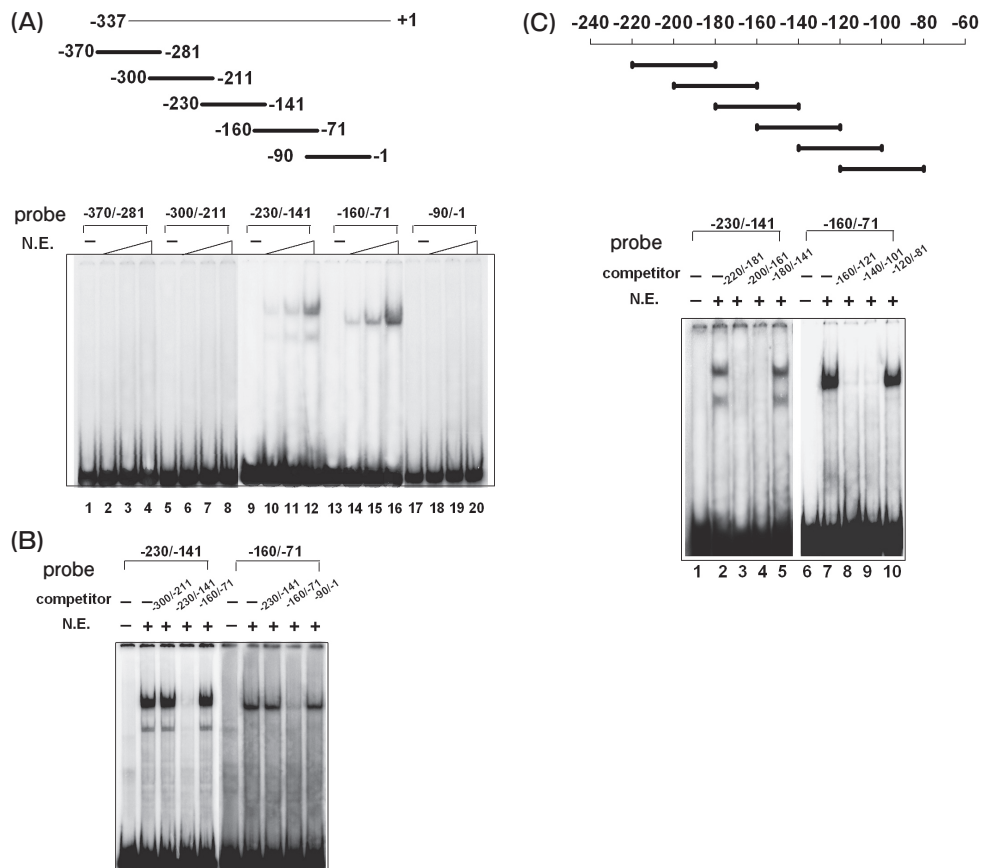 (A)
-337 +1
-370 -281
-300 -211
-230 -141
-160 -71
-90 -1
probe -370/-281 -300/-211 -230/-141 -160/-71 -90/-1
N.E. – – – – –
1 2 3 4 5 6 7 8 9 10 11 12 13 14 15 16 17 18 19 20
(B)
-230/-141 -160/-71
probe
competitor – – -300/-211 -230/-141 -160/-71 – – -230/-141 -160/-71 -90/-1
N.E. – + + + + – + + + +
(C)
-240 -220 -200 -180 -160 -140 -120 -100 -80 -60
-230/-141 -160/-71
probe
competitor – – -220/-181 -200/-161 -180/-141 – – -160/-121 -140/-101 -120/-81
N.E. – + + + + – + + + +
1 2 3 4 5 6 7 8 9 10